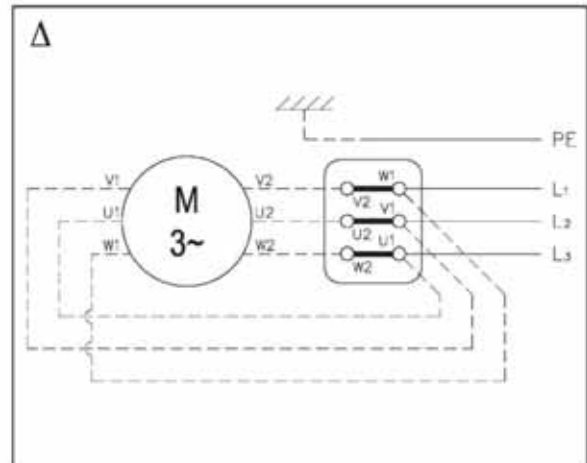 Δ
PE
V1 V2 W1 L1
V2
U1 M U2 V1 L2
3~ U2
W1 W2 U1 L3
W2